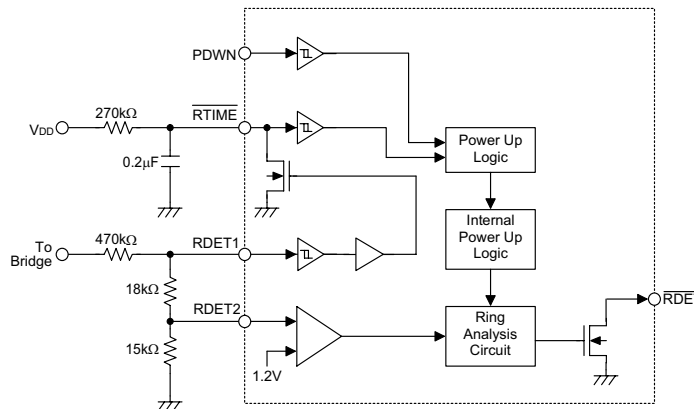 PDWN
270kΩ
RTIME
VDD
0.2µF
Power Up
Logic
470kΩ
To
Bridge
RDET1
Internal
Power Up
Logic
18kΩ
RDET2
RDE
Ring
Analysis
Circuit
15kΩ
1.2V